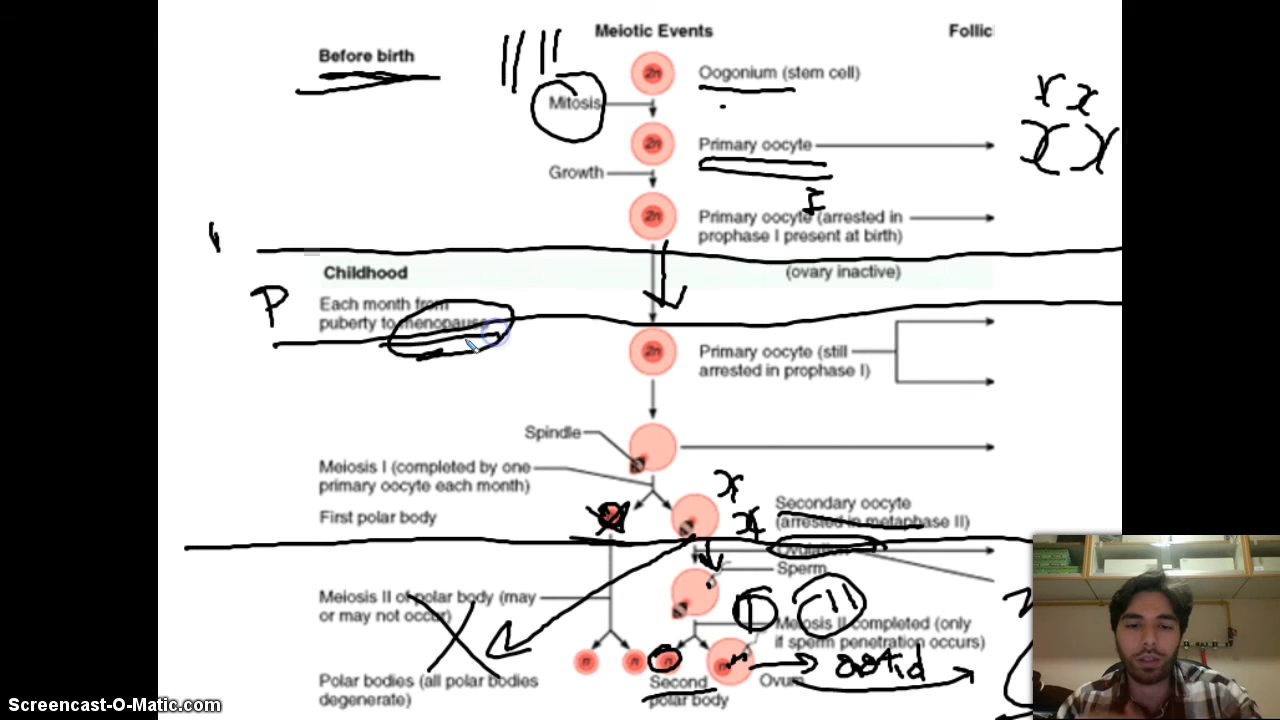 Meiotic Events
Follic
Before birth
Oogonium (stem cell)
2n
Mitosis
Primary oocyte
2n
Growth
I
Primary oocyte (arrested in
prophase I present at birth)
2n
Childhood
(ovary inactive)
P
Each month from
puberty to menopause
Primary oocyte (still
arrested in prophase I)
2n
Spindle
Meiosis I (completed by one
primary oocyte each month)
First polar body
Secondary oocyte
(arrested in metaphase II)
Ovulation
Sperm
Meiosis II of polar body (may
or may not occur)
Meiosis II completed (only
if sperm penetration occurs)
n
n
n
ootid
Polar bodies (all polar bodies
degenerate)
Second
polar body
Ovum
Screencast-O-Matic.com